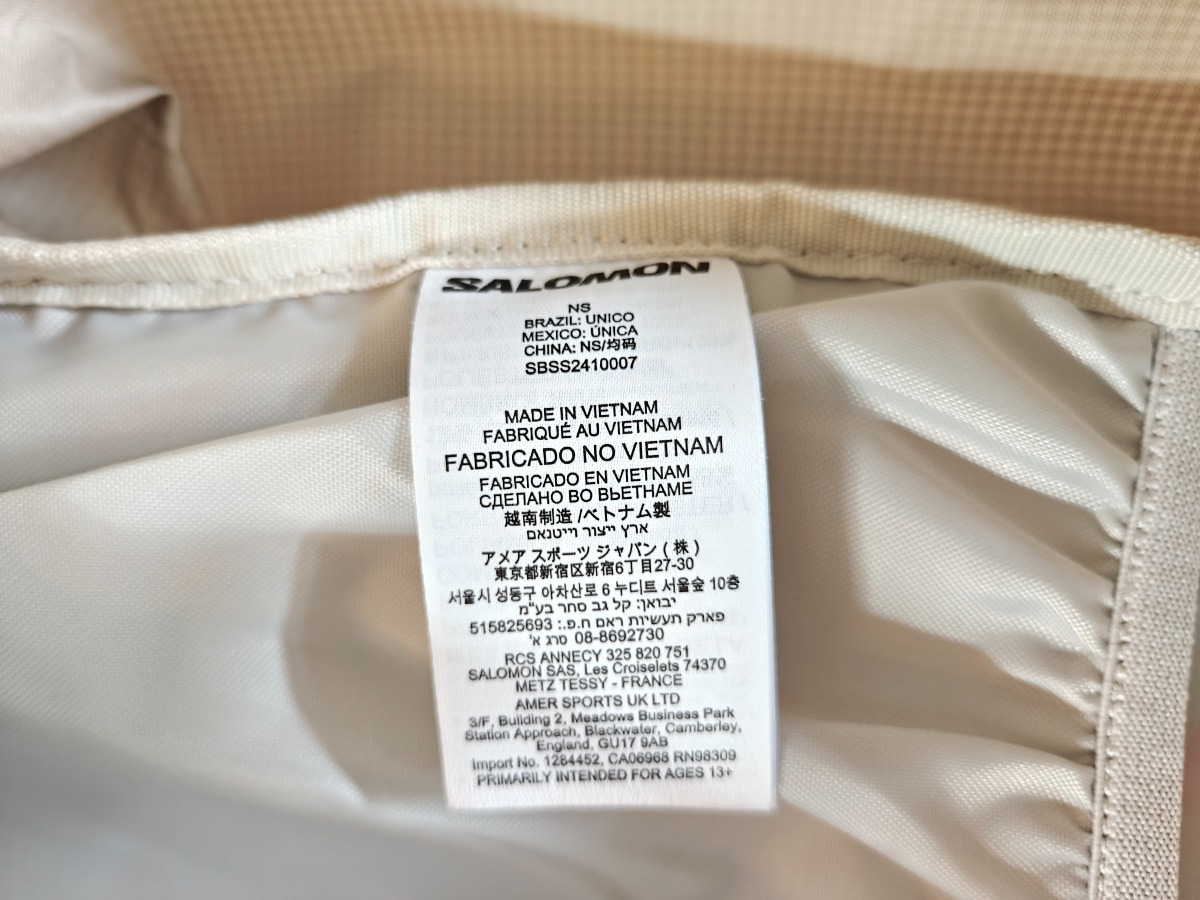 SALOMON
NS
BRAZIL: UNICO
MEXICO: ÚNICA
CHINA: NS/均码
SBSS2410007
MADE IN VIETNAM
FABRIQUÉ AU VIETNAM
FABRICADO NO VIETNAM
FABRICADO EN VIETNAM
СДЕЛАНО ВО ВЬЕТНАМЕ
越南制造 /ベトナム製
ארץ ייצור וייטנאם
アメア スポーツ ジャパン ( 株 )
東京都新宿区新宿6丁目27-30
서울시 성동구 아차산로 6 누디트 서울숲 10층
יבואן: קל גב סחר בע"מ
פארק תעשיות ראם ח.פ.: 515825693
08-8692730 סרג א'
RCS ANNECY 325 820 751
SALOMON SAS, Les Croiselets 74370
METZ TESSY - FRANCE
AMER SPORTS UK LTD
3/F, Building 2, Meadows Business Park
Station Approach, Blackwater, Camberley,
England, GU17 9AB
Import No. 1284452, CA06968 RN98309
PRIMARILY INTENDED FOR AGES 13+